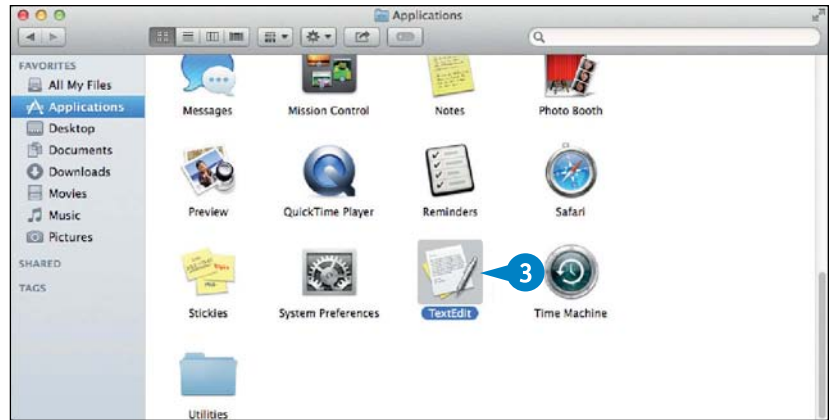 Applications
FAVORITES
All My Files
Applications
Desktop
Documents
Downloads
Movies
Music
Pictures
SHARED
TAGS
Messages Mission Control Notes Photo Booth
Preview QuickTime Player Reminders Safari
3
Stickies System Preferences TextEdit Time Machine
Utilities